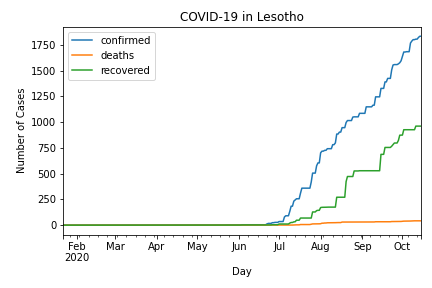 COVID-19 in Lesotho
confirmed
deaths
recovered
Number of Cases
1750
1500
1250
1000
750
500
250
0
Feb Mar Apr May Jun Jul Aug Sep Oct
2020
Day